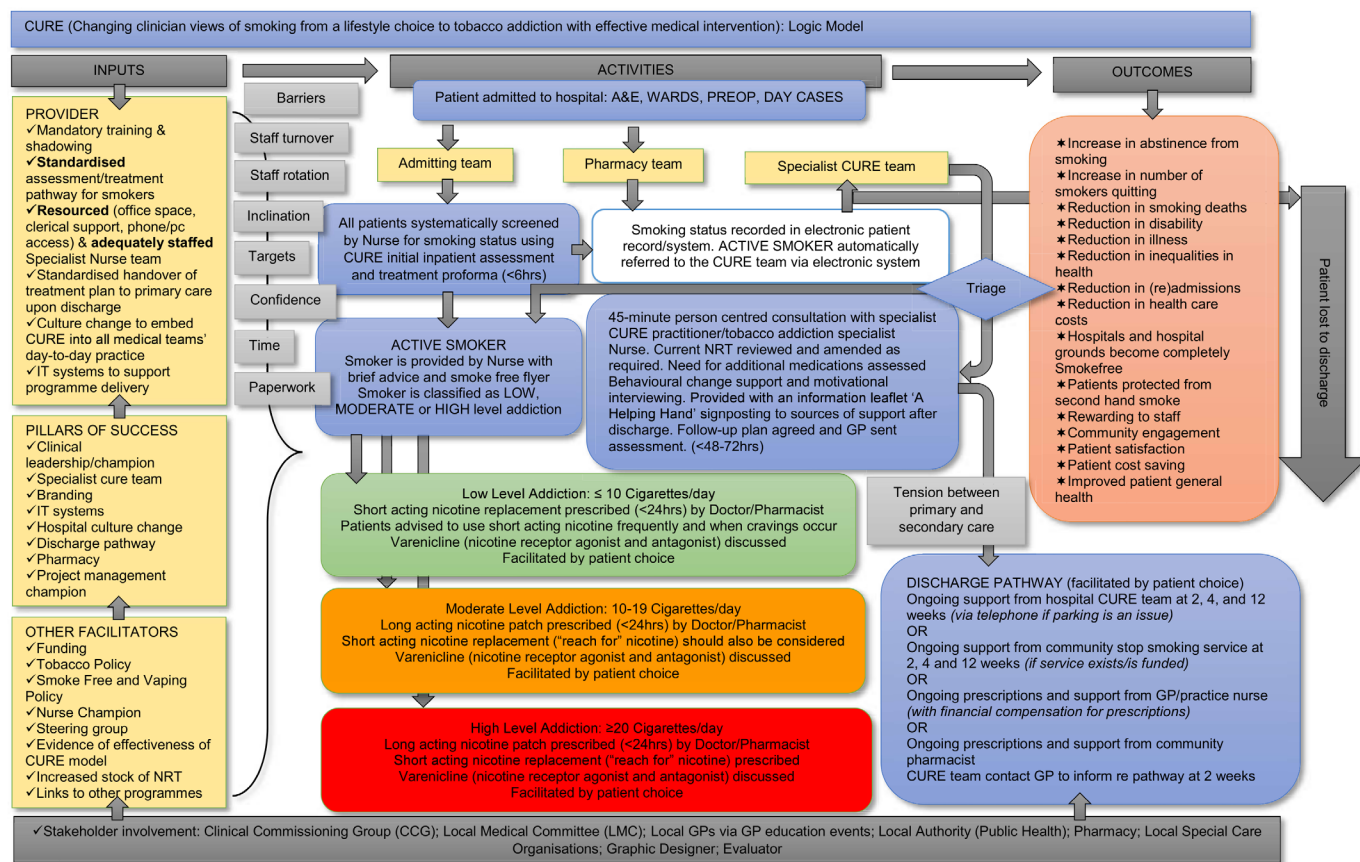 CURE (Changing clinician views of smoking from a lifestyle choice to tobacco addiction with effective medical intervention): Logic Model
INPUTS
PROVIDER
✓Mandatory training &
shadowing
✓Standardised
assessment/treatment
pathway for smokers
✓Resourced (office space,
clerical support, phone/pc
access) & adequately staffed
Specialist Nurse team
✓Standardised handover of
treatment plan to primary care
upon discharge
✓Culture change to embed
CURE into all medical teams'
day-to-day practice
✓IT systems to support
programme delivery
PILLARS OF SUCCESS
✓Clinical
leadership/champion
✓Specialist cure team
✓Branding
✓IT systems
✓Hospital culture change
✓Discharge pathway
✓Pharmacy
✓Project management
champion
OTHER FACILITATORS
✓Funding
✓Tobacco Policy
✓Smoke Free and Vaping
Policy
✓Nurse Champion
✓Steering group
✓Evidence of effectiveness of
CURE model
✓Increased stock of NRT
✓Links to other programmes
Barriers
Staff turnover
Staff rotation
Inclination
Targets
Confidence
Time
Paperwork
ACTIVITIES
Patient admitted to hospital: A&E, WARDS, PREOP, DAY CASES
Admitting team
Pharmacy team
Specialist CURE team
All patients systematically screened
by Nurse for smoking status using
CURE initial inpatient assessment
and treatment proforma (<6hrs)
Smoking status recorded in electronic patient
record/system. ACTIVE SMOKER automatically
referred to the CURE team via electronic system
Triage
ACTIVE SMOKER
Smoker is provided by Nurse with
brief advice and smoke free flyer
Smoker is classified as LOW,
MODERATE or HIGH level addiction
45-minute person centred consultation with specialist
CURE practitioner/tobacco addiction specialist
Nurse. Current NRT reviewed and amended as
required. Need for additional medications assessed
Behavioural change support and motivational
interviewing. Provided with an information leaflet 'A
Helping Hand' signposting to sources of support after
discharge. Follow-up plan agreed and GP sent
assessment. (<48-72hrs)
Low Level Addiction: ≤ 10 Cigarettes/day
Short acting nicotine replacement prescribed (<24hrs) by Doctor/Pharmacist
Patients advised to use short acting nicotine frequently and when cravings occur
Varenicline (nicotine receptor agonist and antagonist) discussed
Facilitated by patient choice
Moderate Level Addiction: 10-19 Cigarettes/day
Long acting nicotine patch prescribed (<24hrs) by Doctor/Pharmacist
Short acting nicotine replacement ("reach for" nicotine) should also be considered
Varenicline (nicotine receptor agonist and antagonist) discussed
Facilitated by patient choice
High Level Addiction: ≥20 Cigarettes/day
Long acting nicotine patch prescribed (<24hrs) by Doctor/Pharmacist
Short acting nicotine replacement ("reach for" nicotine) prescribed
Varenicline (nicotine receptor agonist and antagonist) discussed
Facilitated by patient choice
Tension between
primary and
secondary care
DISCHARGE PATHWAY (facilitated by patient choice)
Ongoing support from hospital CURE team at 2, 4, and 12
weeks (via telephone if parking is an issue)
OR
Ongoing support from community stop smoking service at
2, 4 and 12 weeks (if service exists/is funded)
OR
Ongoing prescriptions and support from GP/practice nurse
(with financial compensation for prescriptions)
OR
Ongoing prescriptions and support from community
pharmacist
CURE team contact GP to inform re pathway at 2 weeks
OUTCOMES
✶Increase in abstinence from
smoking
✶Increase in number of
smokers quitting
✶Reduction in smoking deaths
✶Reduction in disability
✶Reduction in illness
✶Reduction in inequalities in
health
✶Reduction in (re)admissions
✶Reduction in health care
costs
✶Hospitals and hospital
grounds become completely
Smokefree
✶Patients protected from
second hand smoke
✶Rewarding to staff
✶Community engagement
✶Patient satisfaction
✶Patient cost saving
✶Improved patient general
health
Patient lost to discharge
✓Stakeholder involvement: Clinical Commissioning Group (CCG); Local Medical Committee (LMC); Local GPs via GP education events; Local Authority (Public Health); Pharmacy; Local Special Care
Organisations; Graphic Designer; Evaluator